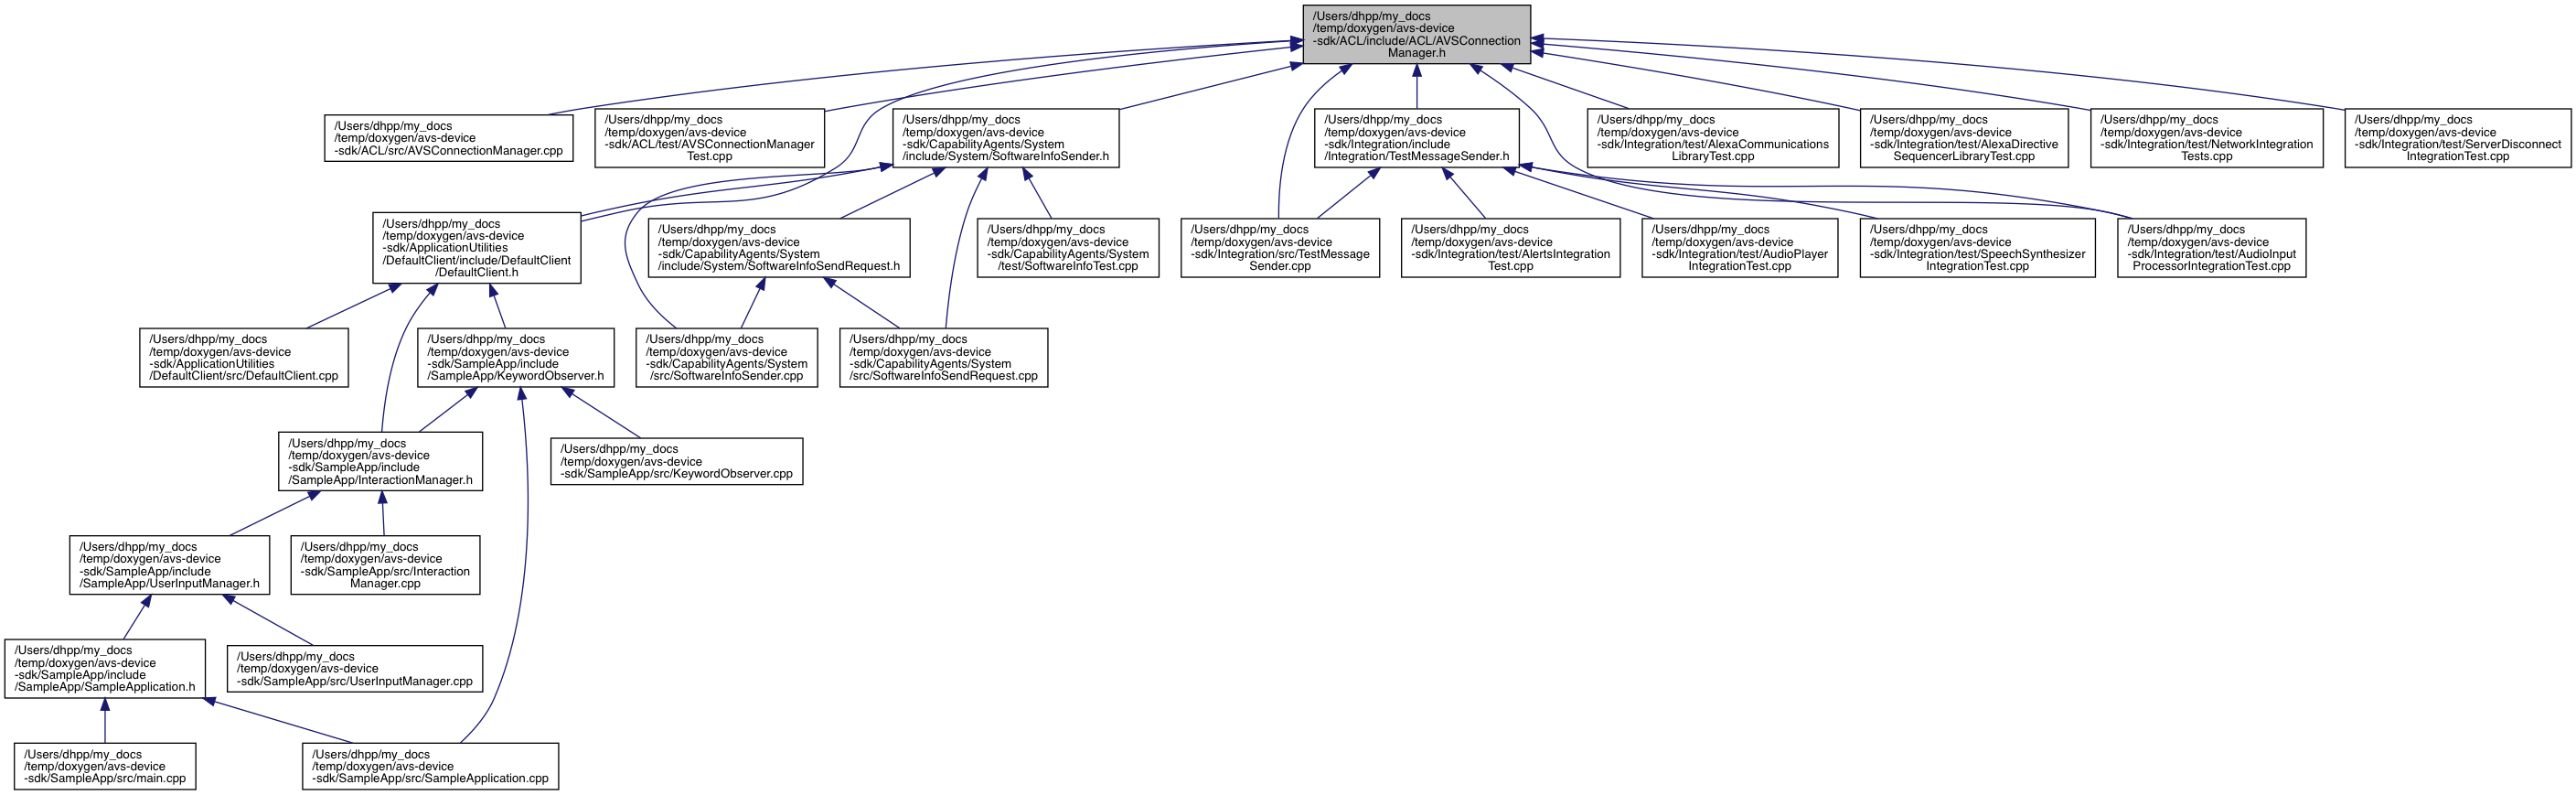 /Users/dhpp/my_docs
/temp/doxygen/avs-device
-sdk/ACL/include/ACL/AVSConnection
Manager.h
/Users/dhpp/my_docs
/temp/doxygen/avs-device
-sdk/ACL/src/AVSConnectionManager.cpp
/Users/dhpp/my_docs
/temp/doxygen/avs-device
-sdk/ACL/test/AVSConnectionManager
Test.cpp
/Users/dhpp/my_docs
/temp/doxygen/avs-device
-sdk/CapabilityAgents/System
/include/System/SoftwareInfoSender.h
/Users/dhpp/my_docs
/temp/doxygen/avs-device
-sdk/Integration/include
/Integration/TestMessageSender.h
/Users/dhpp/my_docs
/temp/doxygen/avs-device
-sdk/Integration/test/AlexaCommunications
LibraryTest.cpp
/Users/dhpp/my_docs
/temp/doxygen/avs-device
-sdk/Integration/test/AlexaDirective
SequencerLibraryTest.cpp
/Users/dhpp/my_docs
/temp/doxygen/avs-device
-sdk/Integration/test/NetworkIntegration
Tests.cpp
/Users/dhpp/my_docs
/temp/doxygen/avs-device
-sdk/Integration/test/ServerDisconnect
IntegrationTest.cpp
/Users/dhpp/my_docs
/temp/doxygen/avs-device
-sdk/ApplicationUtilities
/DefaultClient/include/DefaultClient
/DefaultClient.h
/Users/dhpp/my_docs
/temp/doxygen/avs-device
-sdk/CapabilityAgents/System
/include/System/SoftwareInfoSendRequest.h
/Users/dhpp/my_docs
/temp/doxygen/avs-device
-sdk/CapabilityAgents/System
/test/SoftwareInfoTest.cpp
/Users/dhpp/my_docs
/temp/doxygen/avs-device
-sdk/Integration/src/TestMessage
Sender.cpp
/Users/dhpp/my_docs
/temp/doxygen/avs-device
-sdk/Integration/test/AlertsIntegration
Test.cpp
/Users/dhpp/my_docs
/temp/doxygen/avs-device
-sdk/Integration/test/AudioPlayer
IntegrationTest.cpp
/Users/dhpp/my_docs
/temp/doxygen/avs-device
-sdk/Integration/test/SpeechSynthesizer
IntegrationTest.cpp
/Users/dhpp/my_docs
/temp/doxygen/avs-device
-sdk/Integration/test/AudioInput
ProcessorIntegrationTest.cpp
/Users/dhpp/my_docs
/temp/doxygen/avs-device
-sdk/ApplicationUtilities
/DefaultClient/src/DefaultClient.cpp
/Users/dhpp/my_docs
/temp/doxygen/avs-device
-sdk/SampleApp/include
/SampleApp/KeywordObserver.h
/Users/dhpp/my_docs
/temp/doxygen/avs-device
-sdk/CapabilityAgents/System
/src/SoftwareInfoSender.cpp
/Users/dhpp/my_docs
/temp/doxygen/avs-device
-sdk/CapabilityAgents/System
/src/SoftwareInfoSendRequest.cpp
/Users/dhpp/my_docs
/temp/doxygen/avs-device
-sdk/SampleApp/include
/SampleApp/InteractionManager.h
/Users/dhpp/my_docs
/temp/doxygen/avs-device
-sdk/SampleApp/src/KeywordObserver.cpp
/Users/dhpp/my_docs
/temp/doxygen/avs-device
-sdk/SampleApp/include
/SampleApp/UserInputManager.h
/Users/dhpp/my_docs
/temp/doxygen/avs-device
-sdk/SampleApp/src/Interaction
Manager.cpp
/Users/dhpp/my_docs
/temp/doxygen/avs-device
-sdk/SampleApp/include
/SampleApp/SampleApplication.h
/Users/dhpp/my_docs
/temp/doxygen/avs-device
-sdk/SampleApp/src/UserInputManager.cpp
/Users/dhpp/my_docs
/temp/doxygen/avs-device
-sdk/SampleApp/src/main.cpp
/Users/dhpp/my_docs
/temp/doxygen/avs-device
-sdk/SampleApp/src/SampleApplication.cpp